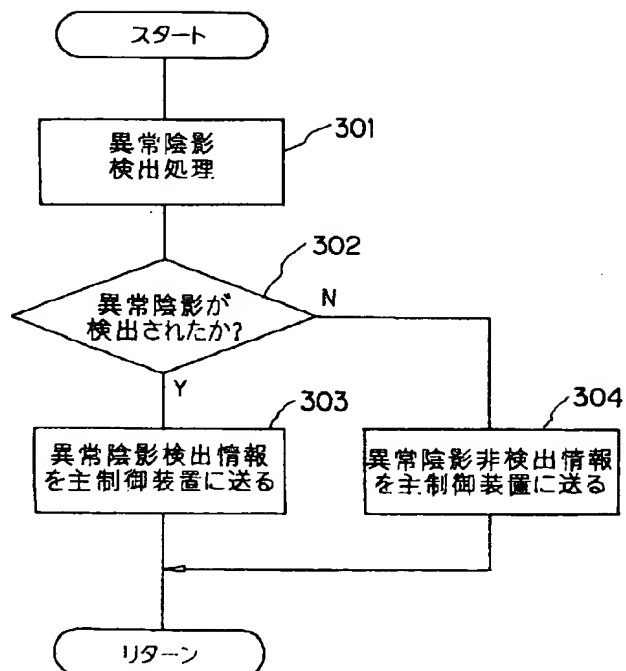 スタート
異常陰影
検出処理
301
302
異常陰影が
検出されたか?
N
Y
303
異常陰影検出情報
を主制御装置に送る
304
異常陰影非検出情報
を主制御装置に送る
リターン